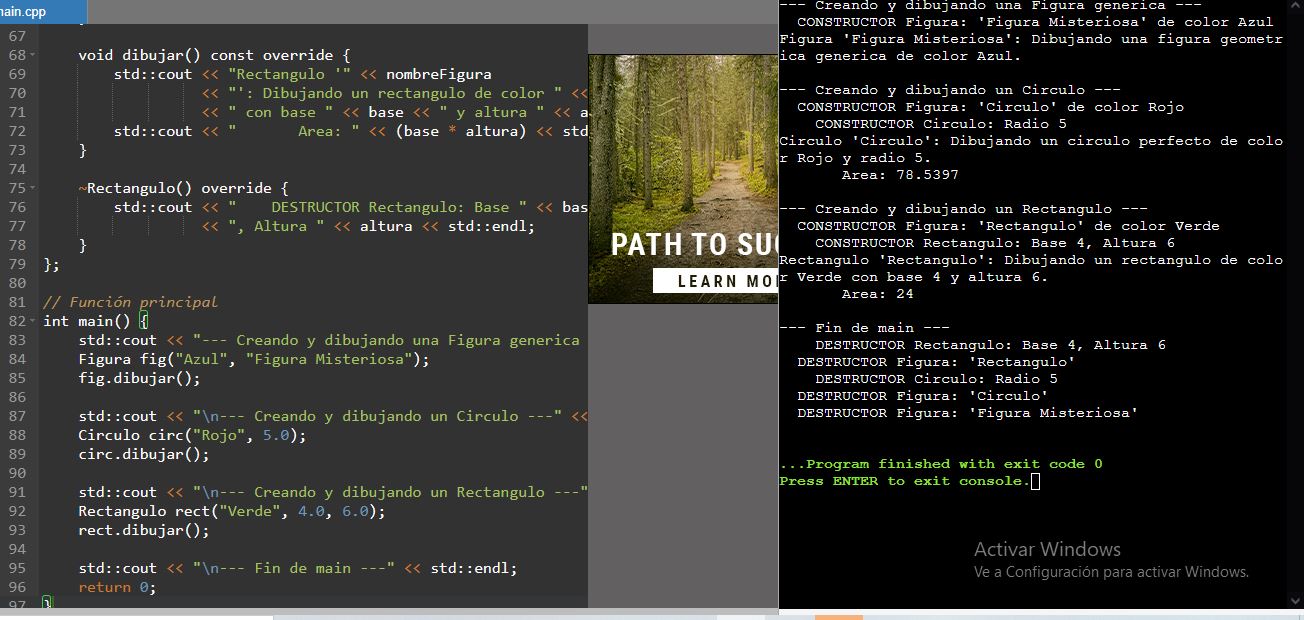 main.cpp
67
68 void dibujar() const override {
69 std::cout << "Rectangulo '" << nombreFigura
70 << "': Dibujando un rectangulo de color " <<
71 << " con base " << base << " y altura " << a
72 std::cout << "       Area: " << (base * altura) << std
73 }
74
75 ~Rectangulo() override {
76 std::cout << "    DESTRUCTOR Rectangulo: Base " << bas
77 << ", Altura " << altura << std::endl;
78 }
79 };
80
81 // Función principal
82 int main() {
83 std::cout << "--- Creando y dibujando una Figura generica
84 Figura fig("Azul", "Figura Misteriosa");
85 fig.dibujar();
86
87 std::cout << "\n--- Creando y dibujando un Circulo ---" <<
88 Circulo circ("Rojo", 5.0);
89 circ.dibujar();
90
91 std::cout << "\n--- Creando y dibujando un Rectangulo ---"
92 Rectangulo rect("Verde", 4.0, 6.0);
93 rect.dibujar();
94
95 std::cout << "\n--- Fin de main ---" << std::endl;
96 return 0;
97 }
PATH TO SUC
LEARN MOR
--- Creando y dibujando una Figura generica ---
CONSTRUCTOR Figura: 'Figura Misteriosa' de color Azul
Figura 'Figura Misteriosa': Dibujando una figura geometr
ica generica de color Azul.
--- Creando y dibujando un Circulo ---
CONSTRUCTOR Figura: 'Circulo' de color Rojo
CONSTRUCTOR Circulo: Radio 5
Circulo 'Circulo': Dibujando un circulo perfecto de colo
r Rojo y radio 5.
Area: 78.5397
--- Creando y dibujando un Rectangulo ---
CONSTRUCTOR Figura: 'Rectangulo' de color Verde
CONSTRUCTOR Rectangulo: Base 4, Altura 6
Rectangulo 'Rectangulo': Dibujando un rectangulo de colo
r Verde con base 4 y altura 6.
Area: 24
--- Fin de main ---
DESTRUCTOR Rectangulo: Base 4, Altura 6
DESTRUCTOR Figura: 'Rectangulo'
DESTRUCTOR Circulo: Radio 5
DESTRUCTOR Figura: 'Circulo'
DESTRUCTOR Figura: 'Figura Misteriosa'
...Program finished with exit code 0
Press ENTER to exit console.
Activar Windows
Ve a Configuración para activar Windows.